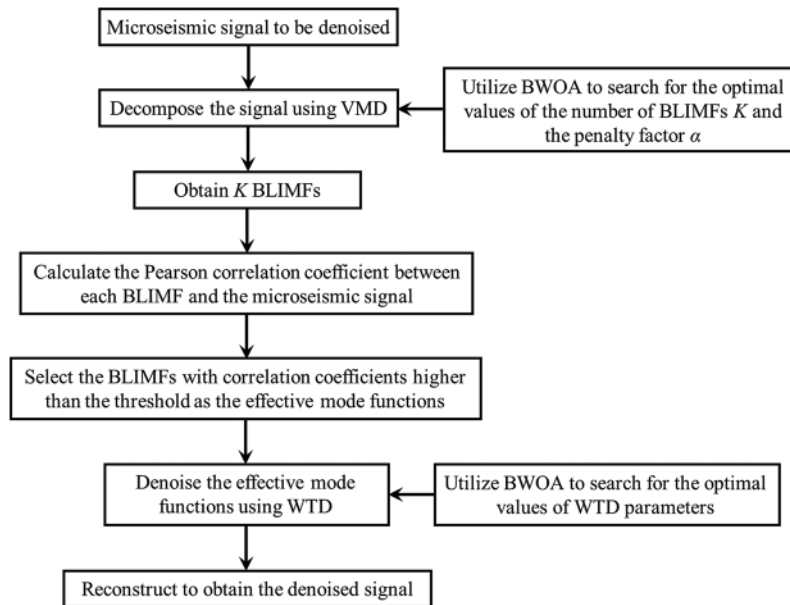 Microseismic signal to be denoised
Decompose the signal using VMD
Utilize BWOA to search for the optimal
values of the number of BLIMFs K and
the penalty factor α
Obtain K BLIMFs
Calculate the Pearson correlation coefficient between
each BLIMF and the microseismic signal
Select the BLIMFs with correlation coefficients higher
than the threshold as the effective mode functions
Denoise the effective mode
functions using WTD
Utilize BWOA to search for the optimal
values of WTD parameters
Reconstruct to obtain the denoised signal